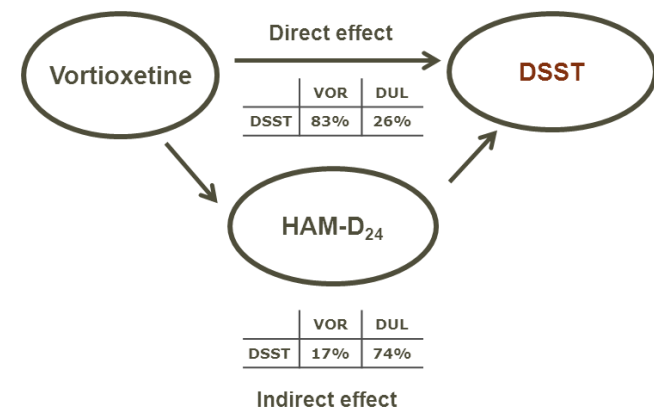 Direct effect
Vortioxetine
DSST
VOR DUL
DSST 83% 26%
HAM-D24
VOR DUL
DSST 17% 74%
Indirect effect